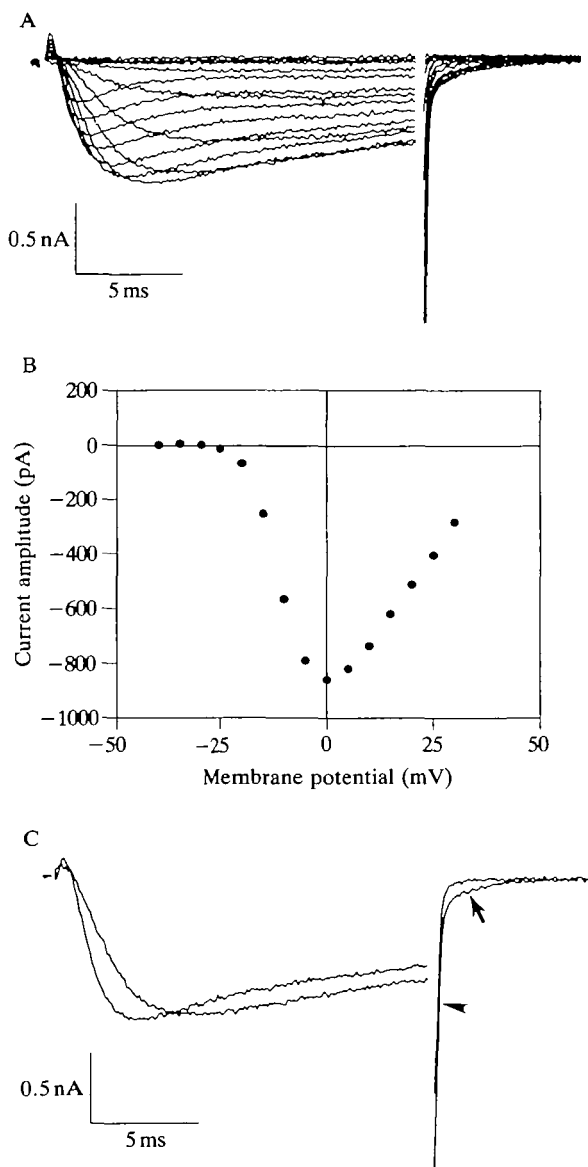 A
0.5 nA
5 ms
B
200
0
−200
−400
−600
−800
−1000
Current amplitude (pA)
−50
−25
0
25
50
Membrane potential (mV)
C
0.5 nA
5 ms